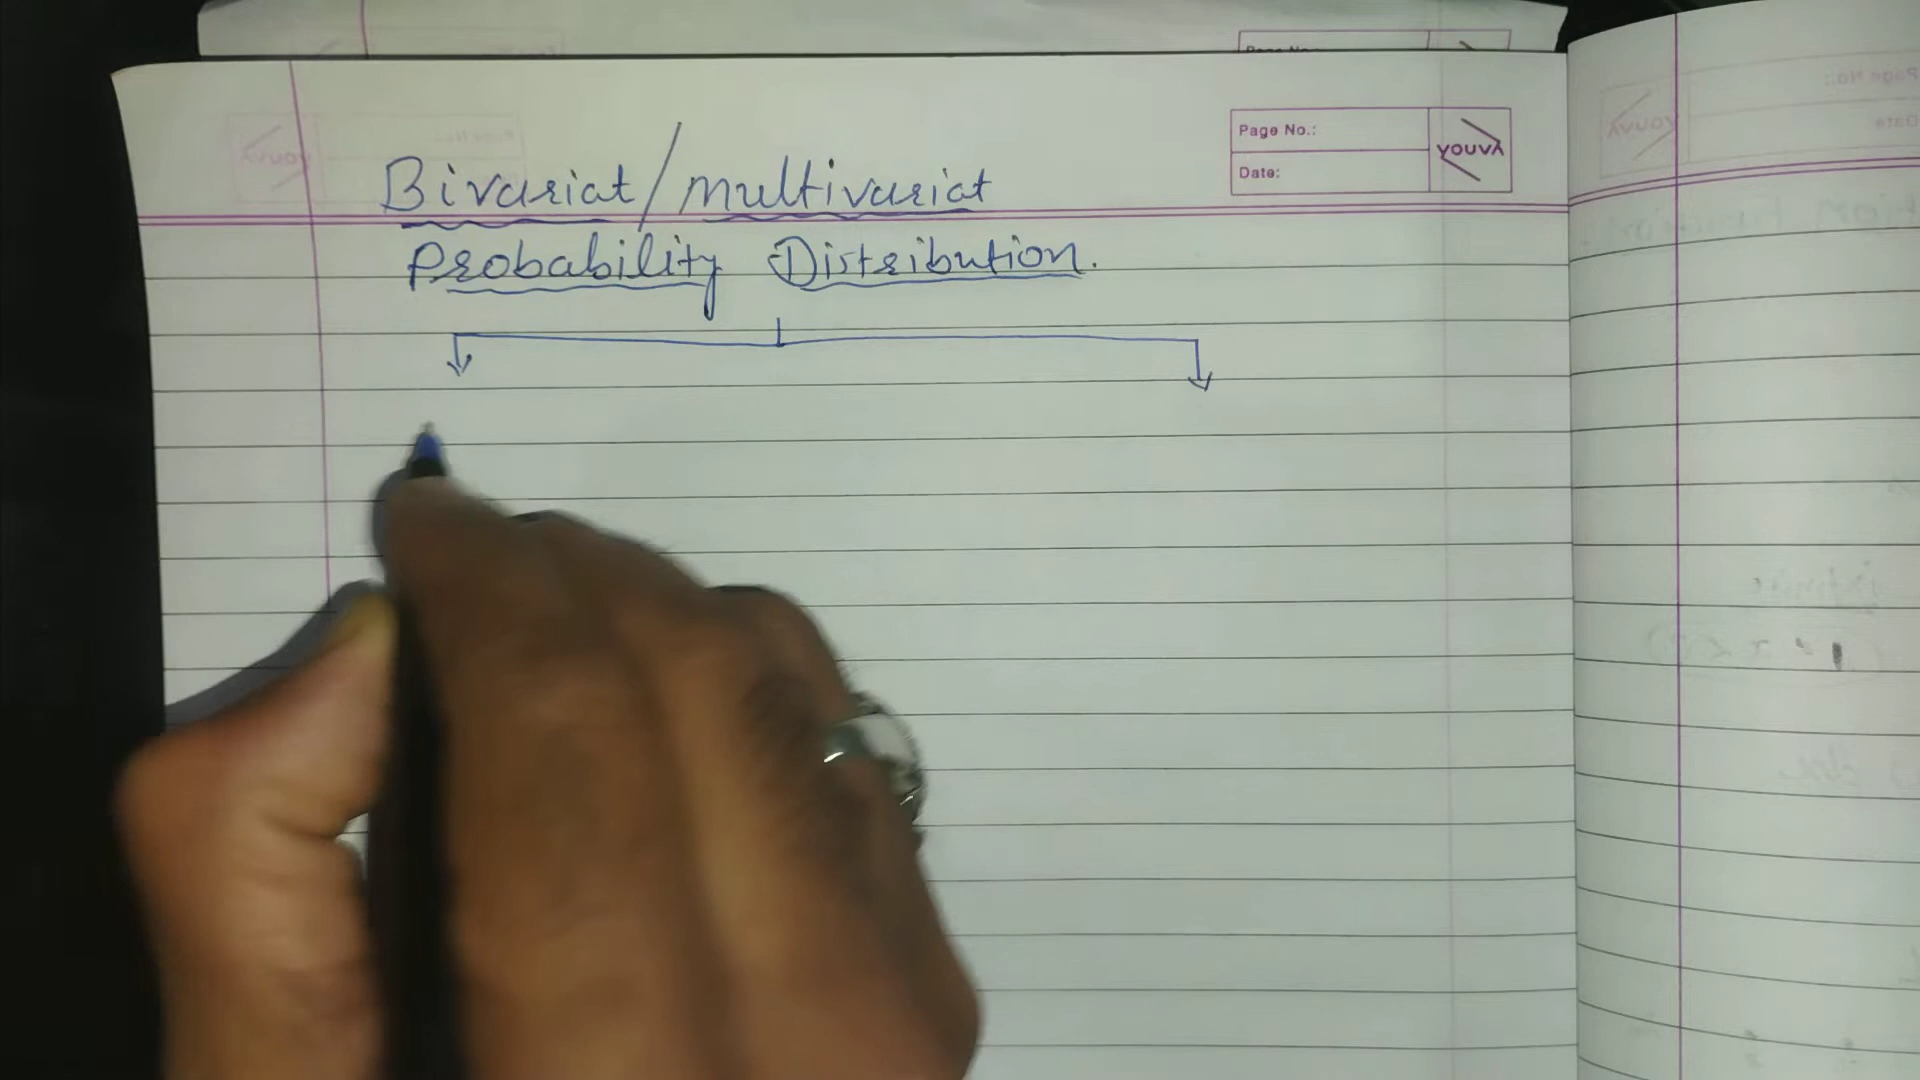 Page No.:
Date:
youvA
Bivariat/multivariat
Probability Distribution.